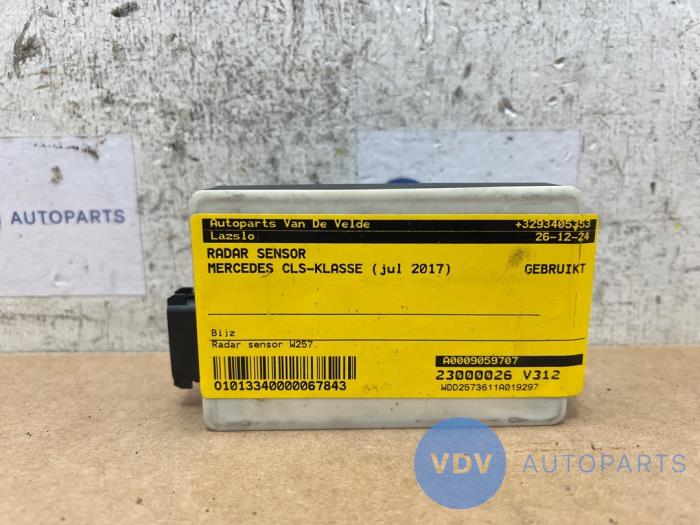 AUTOPARTS
Autoparts Van De Velde +3293405353
Lazslo 26-12-24
RADAR SENSOR
MERCEDES CLS-KLASSE (jul 2017) GEBRUIKT
Bijz
Radar sensor W257.
A0009059707
23000026 V312
WDD2573611A019297
01013340000067843
VDV AUTOPARTS